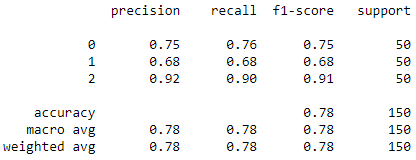 precision recall f1-score support
0 0.75 0.76 0.75 50
1 0.68 0.68 0.68 50
2 0.92 0.90 0.91 50
accuracy 0.78 150
macro avg 0.78 0.78 0.78 150
weighted avg 0.78 0.78 0.78 150